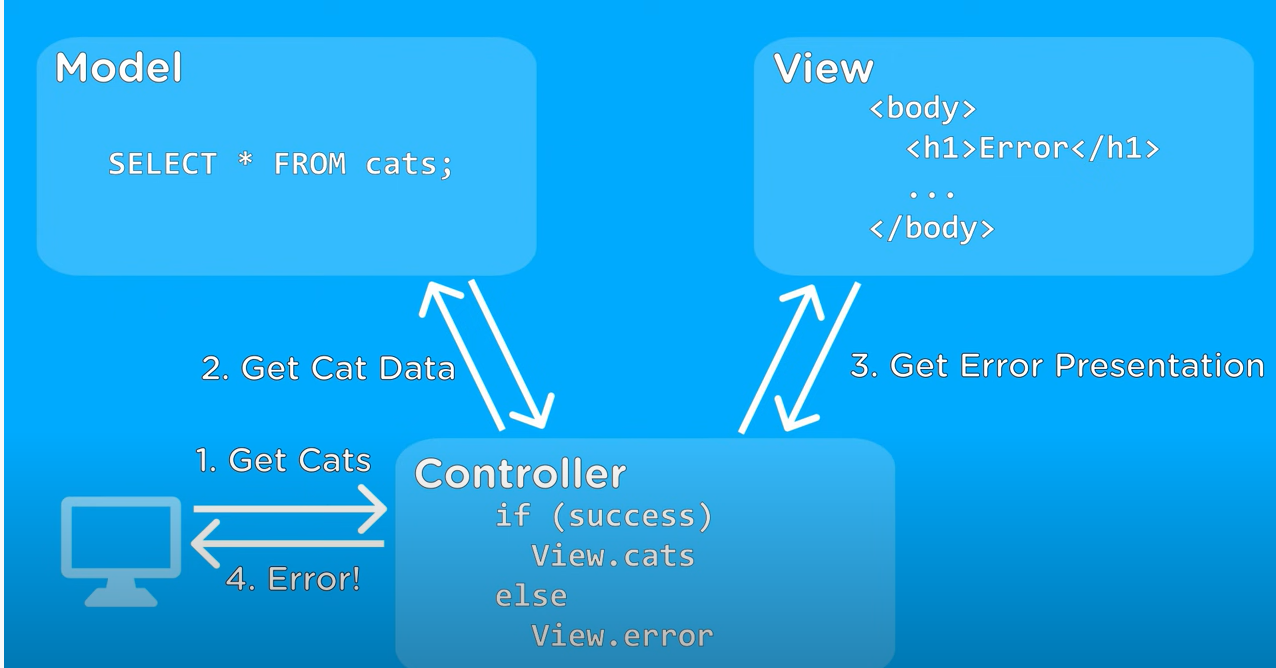 Model
SELECT * FROM cats;
View
<body>
<h1>Error</h1>
...
</body>
2. Get Cat Data
3. Get Error Presentation
1. Get Cats
4. Error!
Controller
if (success)
View.cats
else
View.error